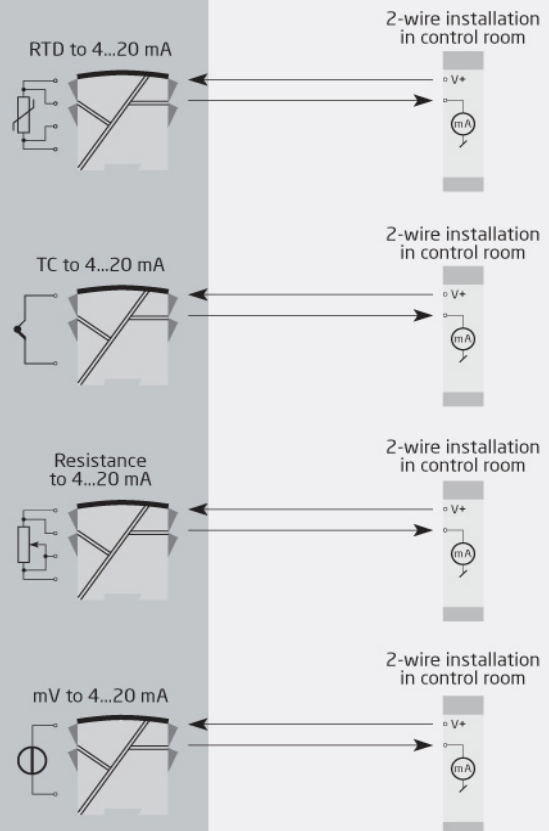 2-wire installation
in control room
RTD to 4...20 mA
V+
mA
2-wire installation
in control room
TC to 4...20 mA
V+
mA
2-wire installation
in control room
Resistance
to 4...20 mA
V+
mA
2-wire installation
in control room
mV to 4...20 mA
V+
mA